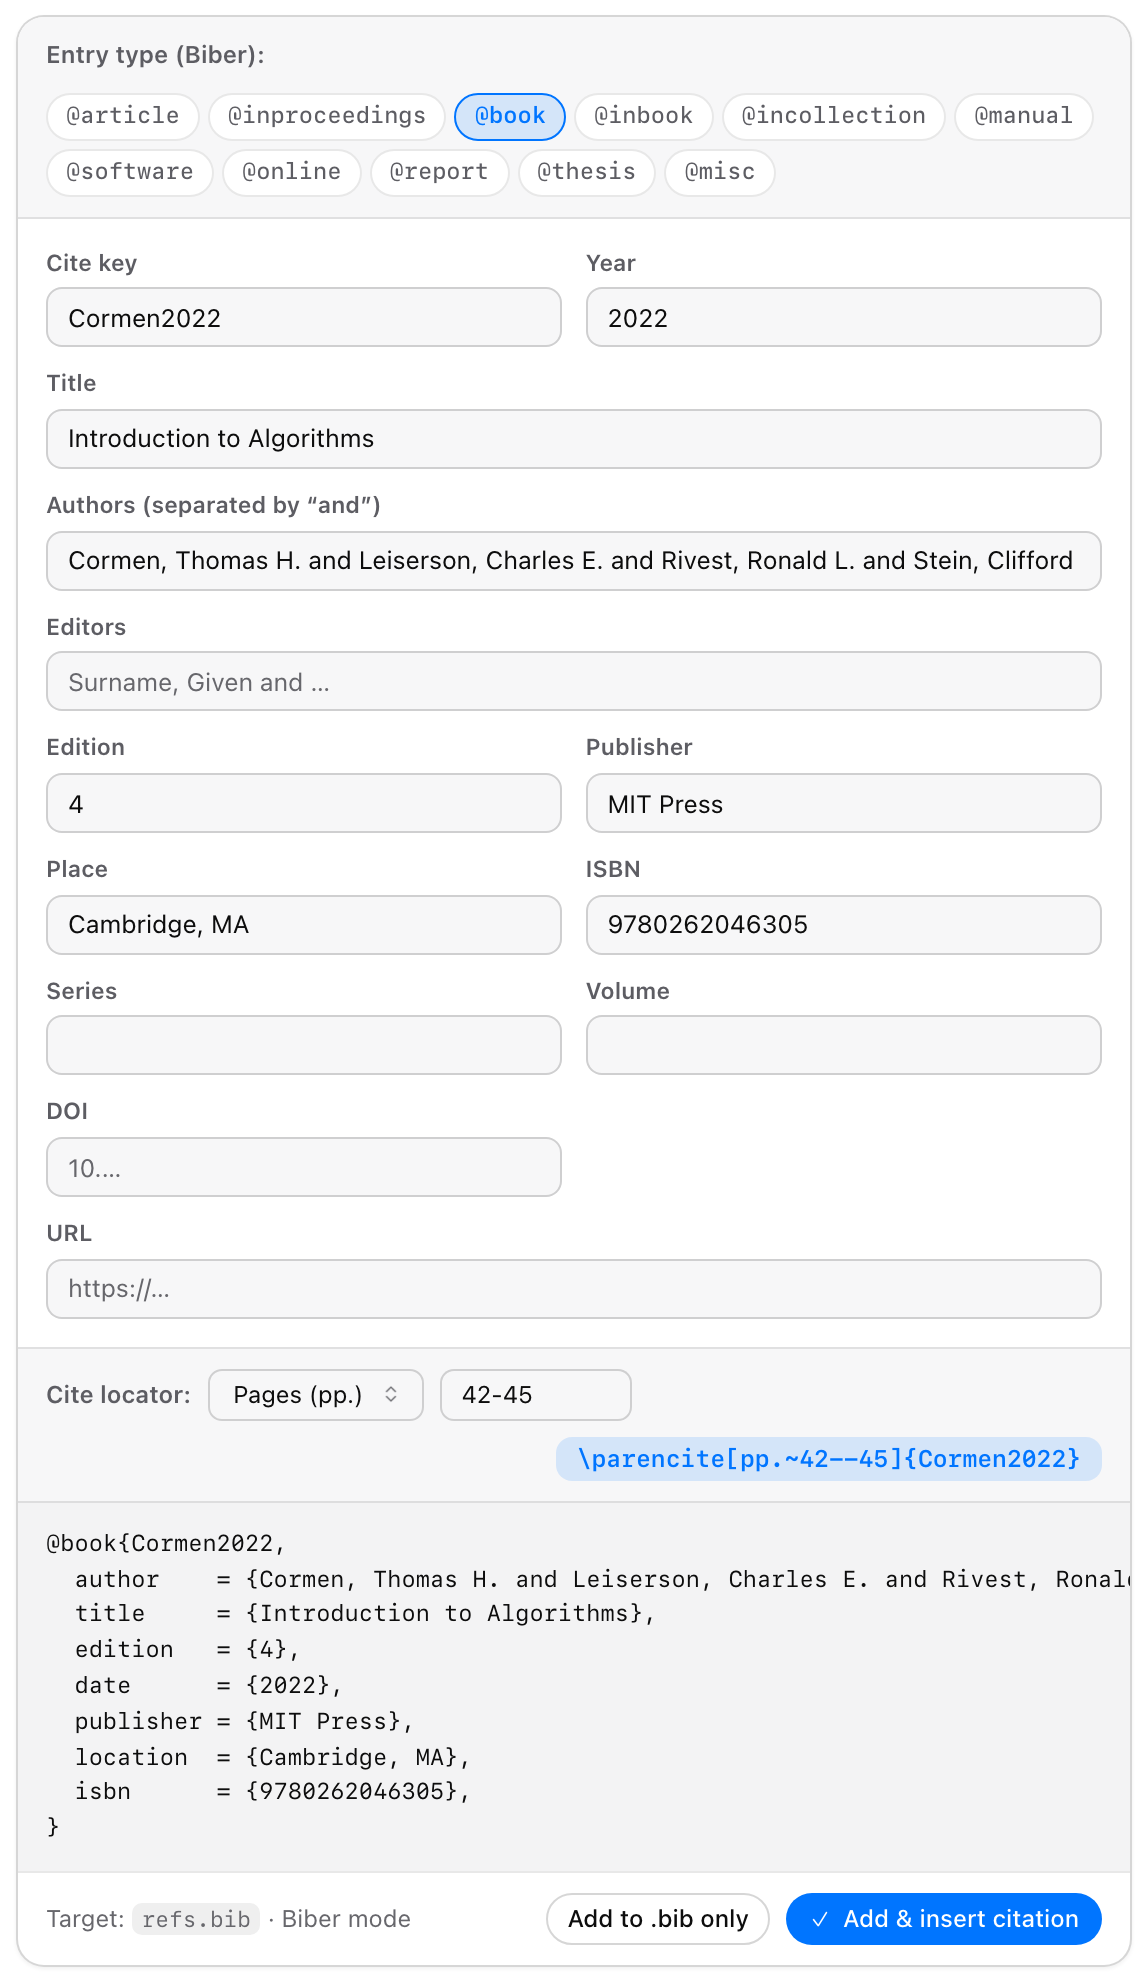 Entry type (Biber):
@article @inproceedings @book @inbook @incollection @manual
@software @online @report @thesis @misc
Cite key Year
Cormen2022 2022
Title
Introduction to Algorithms
Authors (separated by “and”)
Cormen, Thomas H. and Leiserson, Charles E. and Rivest, Ronald L. and Stein, Clifford
Editors
Surname, Given and ...
Edition Publisher
4 MIT Press
Place ISBN
Cambridge, MA 9780262046305
Series Volume
DOI
10....
URL
https://...
Cite locator: Pages (pp.) 42-45
\parencite[pp.~42--45]{Cormen2022}
@book{Cormen2022,
  author    = {Cormen, Thomas H. and Leiserson, Charles E. and Rivest, Ronald
  title     = {Introduction to Algorithms},
  edition   = {4},
  date      = {2022},
  publisher = {MIT Press},
  location  = {Cambridge, MA},
  isbn      = {9780262046305},
}
Target: refs.bib · Biber mode Add to .bib only ✓ Add & insert citation